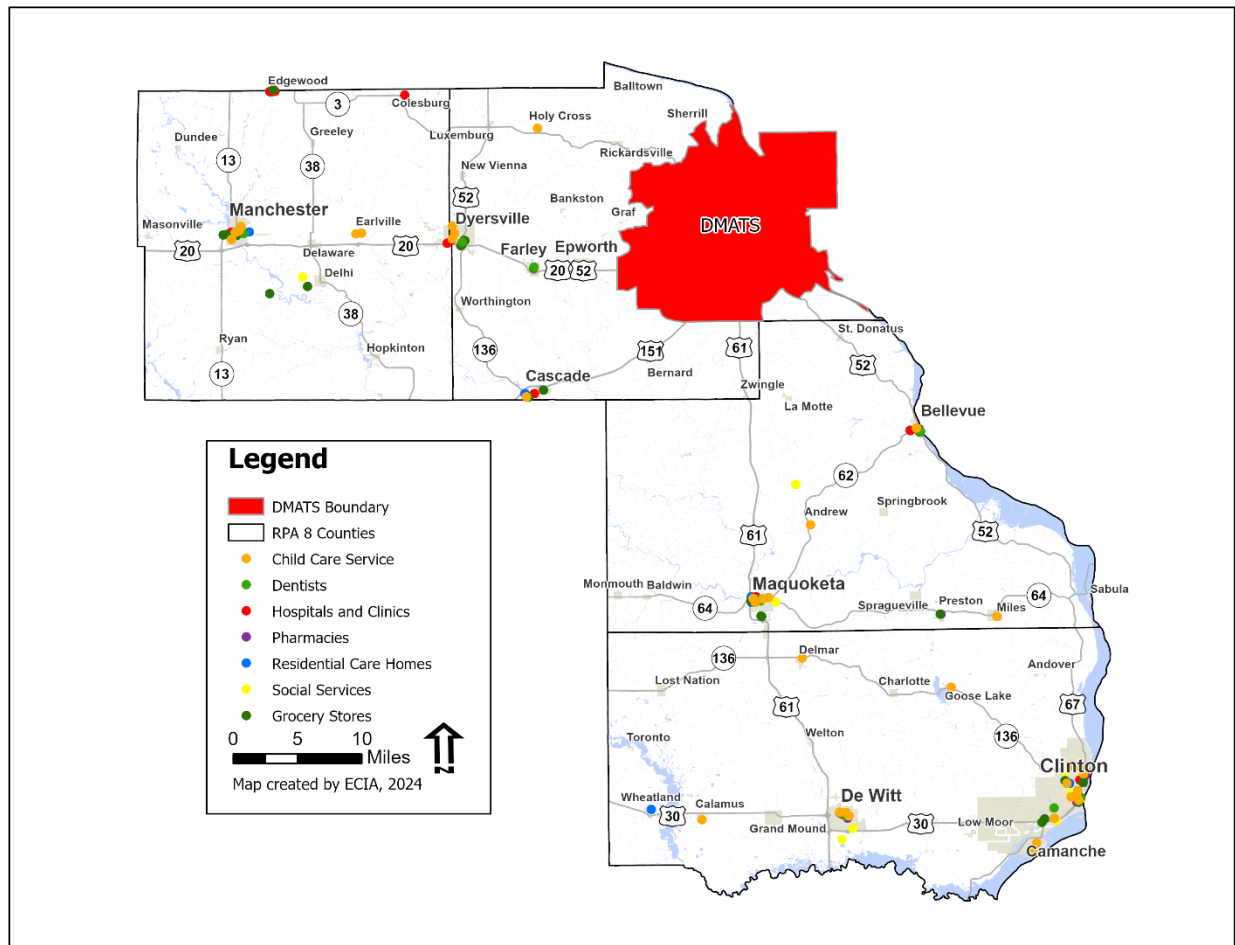 Edgewood
Balltown
3
Colesburg
Sherrill
Holy Cross
Dundee
Greeley
Luxemburg
13
38
Rickardsville
New Vienna
52
Manchester
Bankston
Masonville
Earlville
Dyersville
Graf
DMATS
20
Delaware
20
Farley
Epworth
Delhi
20
52
Worthington
38
St. Donatus
Ryan
136
151
61
Hopkinton
52
13
Cascade
Bernard
Zwingle
La Motte
Bellevue
62
Springbrook
Andrew
61
52
Monmouth
Baldwin
Maquoketa
Sabula
64
Spragueville
Preston
Miles
64
136
Delmar
Andover
Lost Nation
Charlotte
Goose Lake
61
67
Toronto
Welton
136
Clinton
Wheatland
Calamus
De Witt
30
Grand Mound
30
Low Moor
Camanche
Legend
DMATS Boundary
RPA 8 Counties
Child Care Service
Dentists
Hospitals and Clinics
Pharmacies
Residential Care Homes
Social Services
Grocery Stores
0 5 10
Miles
N
Map created by ECIA, 2024